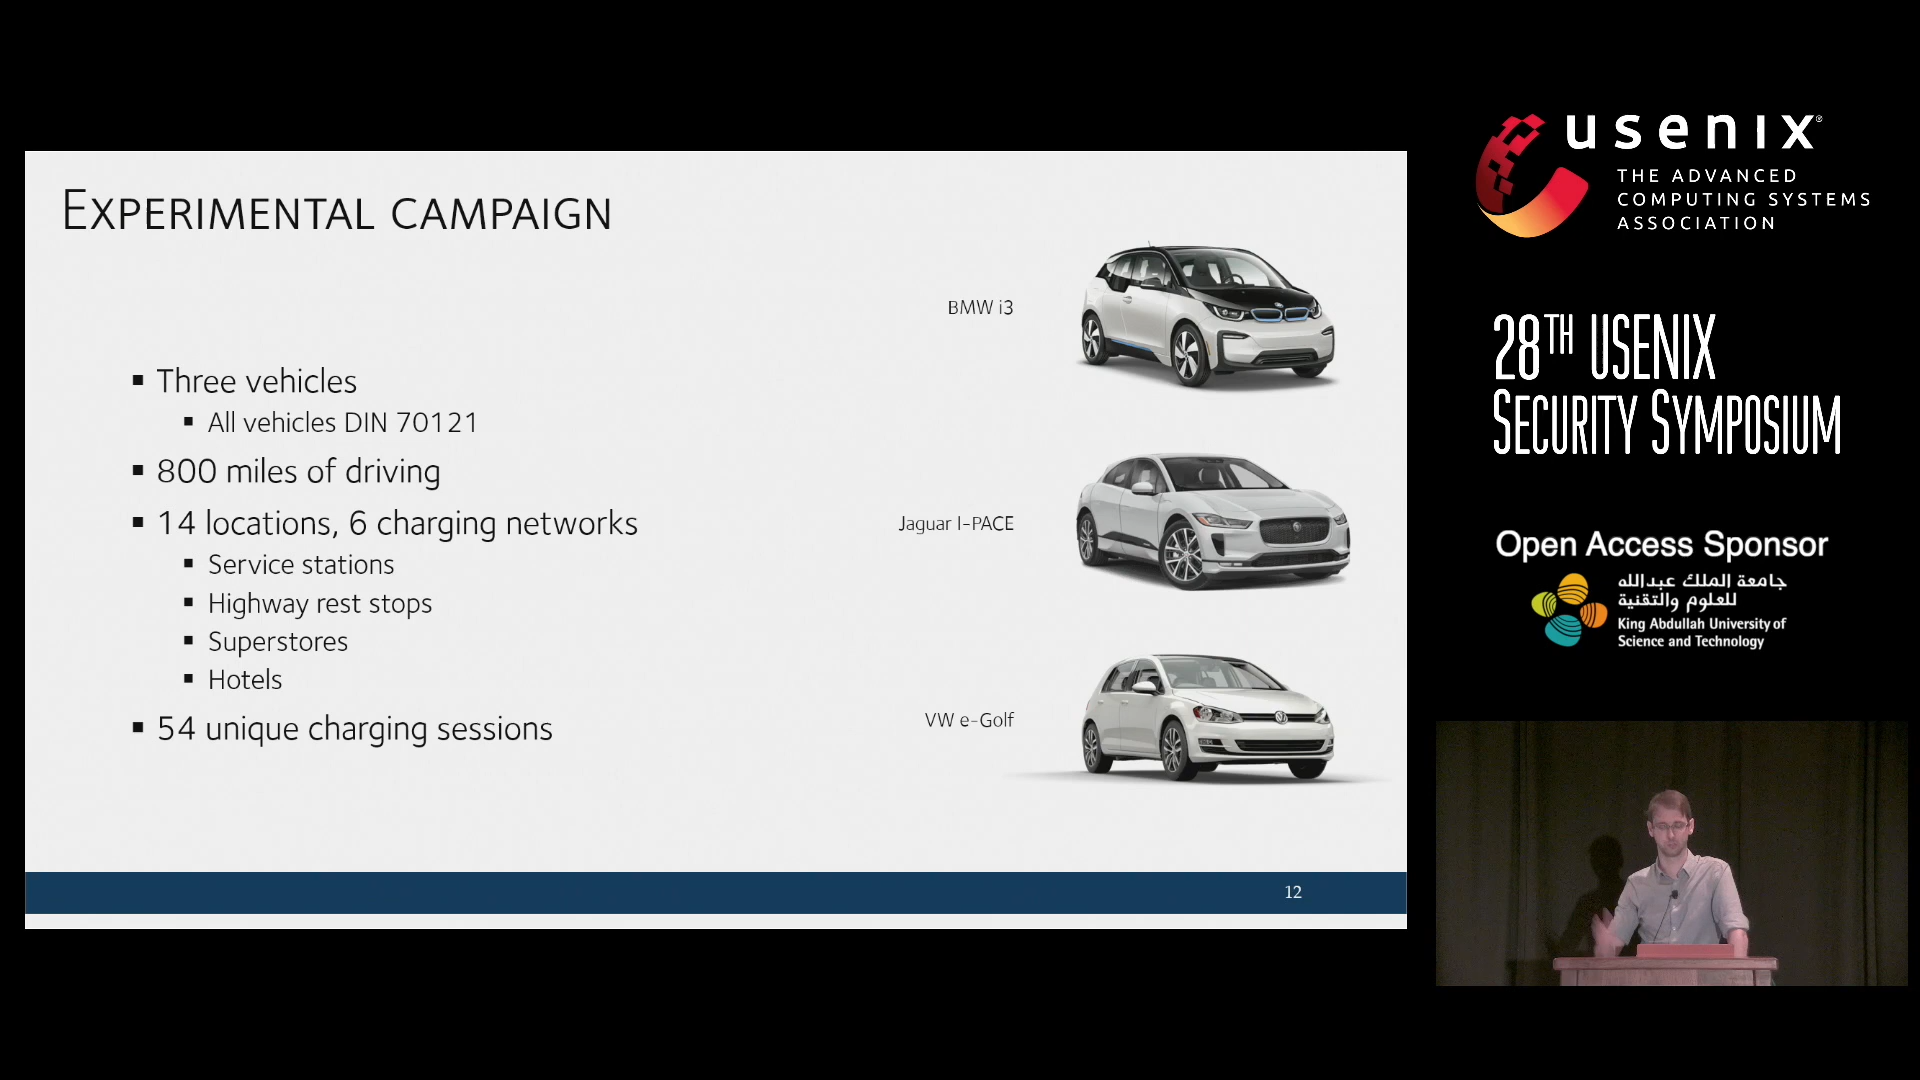 EXPERIMENTAL CAMPAIGN
▪ Three vehicles
▪ All vehicles DIN 70121
▪ 800 miles of driving
▪ 14 locations, 6 charging networks
▪ Service stations
▪ Highway rest stops
▪ Superstores
▪ Hotels
▪ 54 unique charging sessions
BMW i3
Jaguar I-PACE
VW e-Golf
12
usenix®
THE ADVANCED
COMPUTING SYSTEMS
ASSOCIATION
28TH USENIX
SECURITY SYMPOSIUM
Open Access Sponsor
جامعة الملك عبدالله
للعلوم والتقنية
King Abdullah University of
Science and Technology